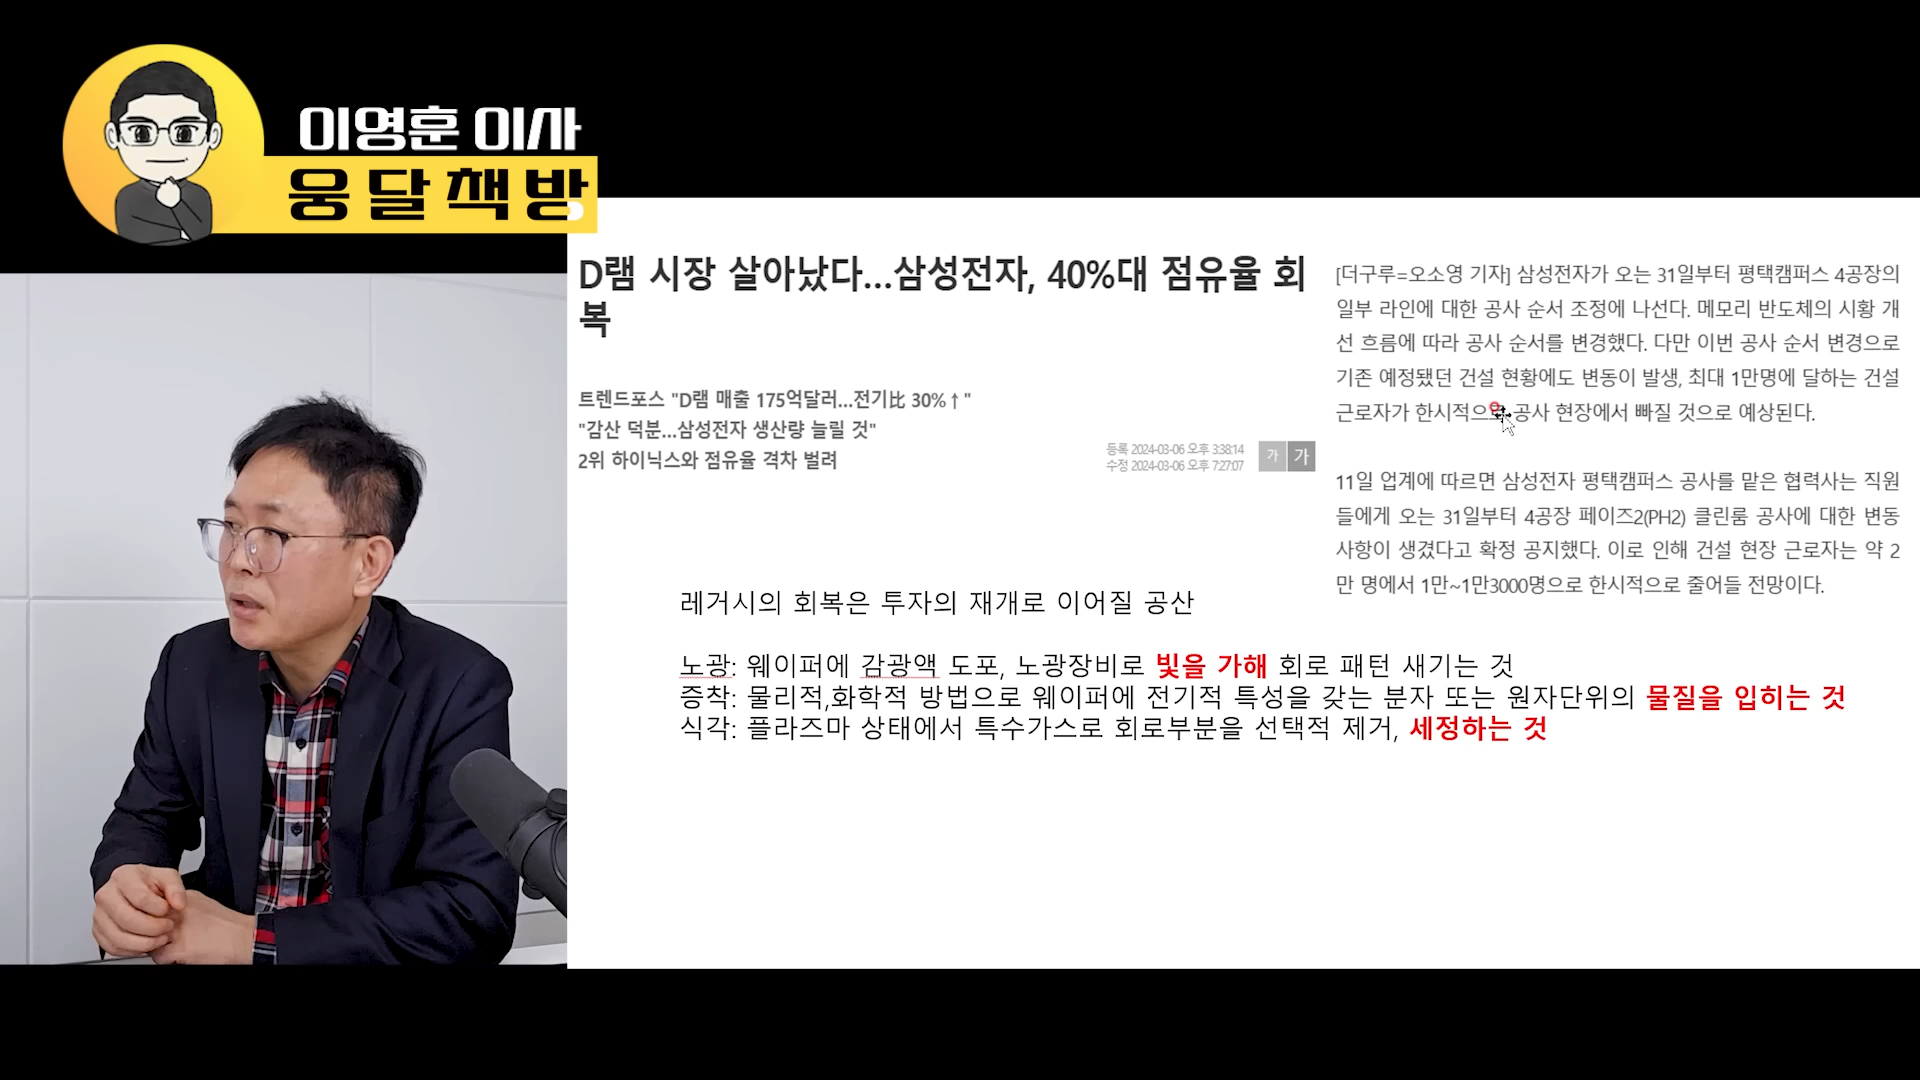 이영훈 이사
웅달책방
D램 시장 살아났다...삼성전자, 40%대 점유율 회
복
트렌드포스 "D램 매출 175억달러...전기比 30%↑"
"감산 덕분...삼성전자 생산량 늘릴 것"
2위 하이닉스와 점유율 격차 벌려
등록 2024-03-06 오후 3:38:14
수정 2024-03-06 오후 7:27:07
가 가
[더구루=오소영 기자] 삼성전자가 오는 31일부터 평택캠퍼스 4공장의
일부 라인에 대한 공사 순서 조정에 나선다. 메모리 반도체의 시황 개
선 흐름에 따라 공사 순서를 변경했다. 다만 이번 공사 순서 변경으로
기존 예정됐던 건설 현황에도 변동이 발생, 최대 1만명에 달하는 건설
근로자가 한시적으로 공사 현장에서 빠질 것으로 예상된다.
11일 업계에 따르면 삼성전자 평택캠퍼스 공사를 맡은 협력사는 직원
들에게 오는 31일부터 4공장 페이즈2(PH2) 클린룸 공사에 대한 변동
사항이 생겼다고 확정 공지했다. 이로 인해 건설 현장 근로자는 약 2
만 명에서 1만~1만3000명으로 한시적으로 줄어들 전망이다.
레거시의 회복은 투자의 재개로 이어질 공산
노광: 웨이퍼에 감광액 도포, 노광장비로 빛을 가해 회로 패턴 새기는 것
증착: 물리적,화학적 방법으로 웨이퍼에 전기적 특성을 갖는 분자 또는 원자단위의 물질을 입히는 것
식각: 플라즈마 상태에서 특수가스로 회로부분을 선택적 제거, 세정하는 것